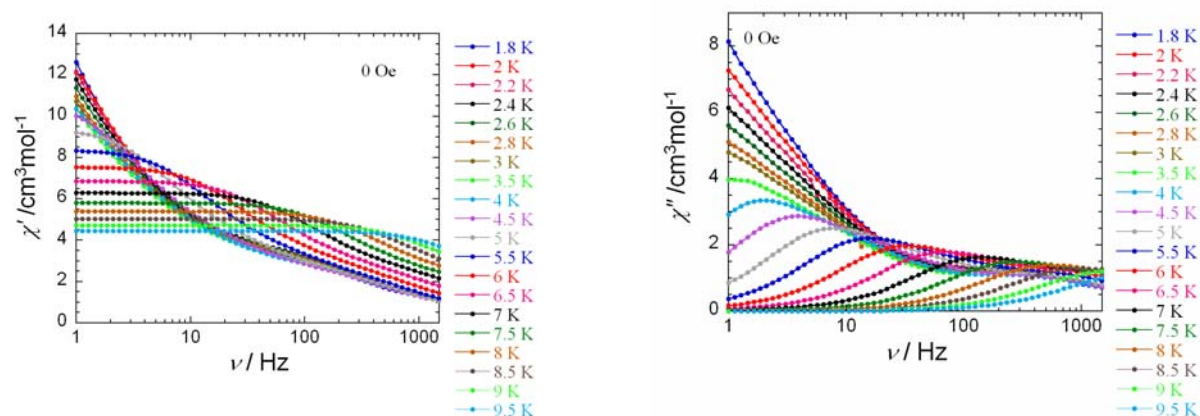 14
12
10
8
6
4
2
0
χ' /cm³mol⁻¹
0 Oe
1
10
100
1000
ν / Hz
1.8 K
2 K
2.2 K
2.4 K
2.6 K
2.8 K
3 K
3.5 K
4 K
4.5 K
5 K
5.5 K
6 K
6.5 K
7 K
7.5 K
8 K
8.5 K
9 K
9.5 K
8
6
4
2
0
χ'' /cm³mol⁻¹
0 Oe
1
10
100
1000
ν / Hz
1.8 K
2 K
2.2 K
2.4 K
2.6 K
2.8 K
3 K
3.5 K
4 K
4.5 K
5 K
5.5 K
6 K
6.5 K
7 K
7.5 K
8 K
8.5 K
9 K
9.5 K